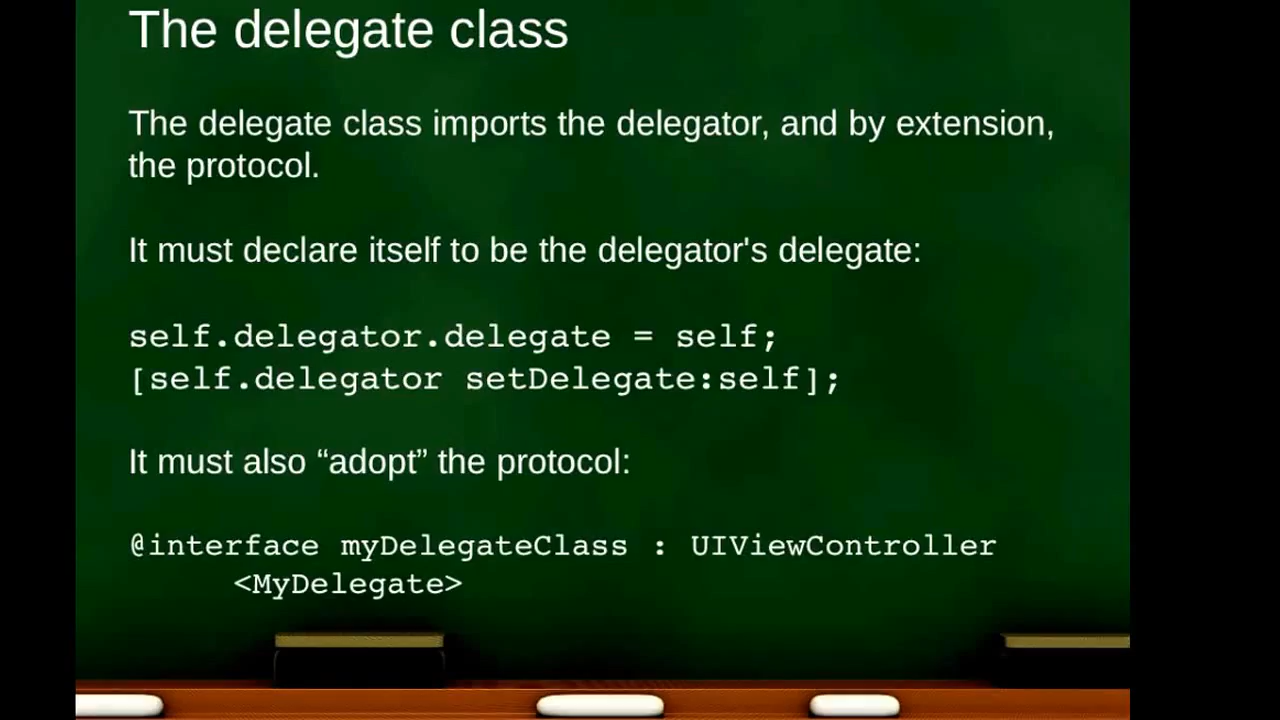 The delegate class
The delegate class imports the delegator, and by extension,
the protocol.
It must declare itself to be the delegator's delegate:
self.delegator.delegate = self;
[self.delegator setDelegate:self];
It must also “adopt” the protocol:
@interface myDelegateClass : UIViewController
<MyDelegate>